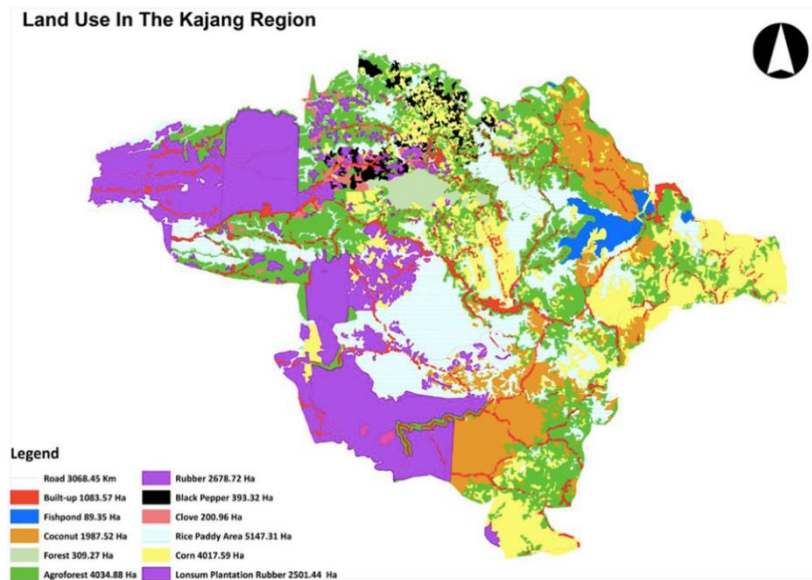 Land Use In The Kajang Region
Legend
Road 3068.45 Km
Built-up 1083.57 Ha
Fishpond 89.35 Ha
Coconut 1987.52 Ha
Forest 309.27 Ha
Agroforest 4034.88 Ha
Rubber 2678.72 Ha
Black Pepper 393.32 Ha
Clove 200.96 Ha
Rice Paddy Area 5147.31 Ha
Corn 4017.59 Ha
Lonsum Plantation Rubber 2501.44 Ha